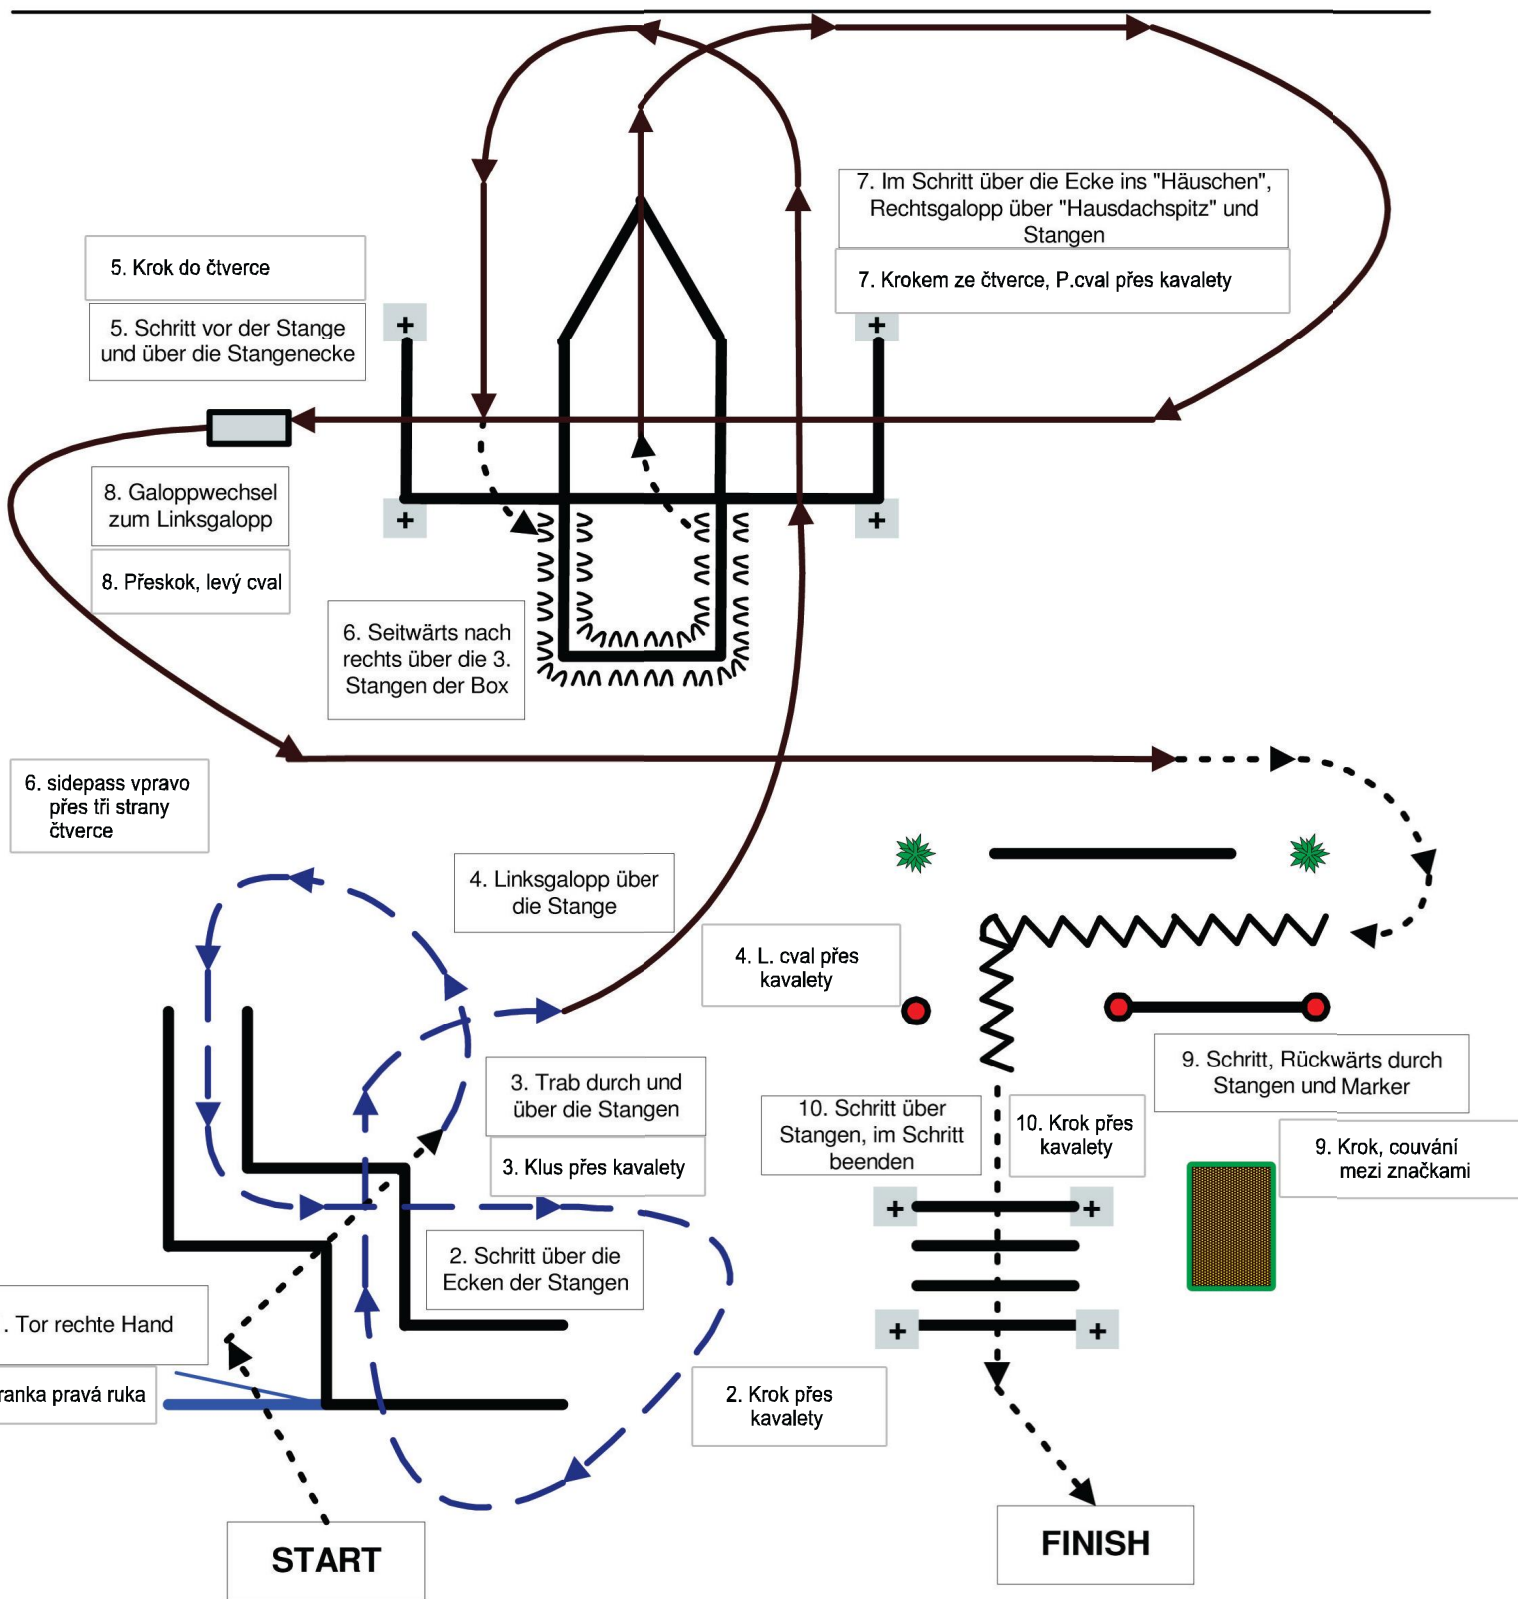 7. Im Schritt über die Ecke ins "Häuschen",
Rechtsgalopp über "Hausdachspitz" und
Stangen
7. Krokem ze čtverce, P.cval přes kavalety
5. Krok do čtverce
5. Schritt vor der Stange
und über die Stangenecke
8. Galoppwechsel
zum Linksgalopp
8. Přeskok, levý cval
6. Seitwärts nach
rechts über die 3.
Stangen der Box
6. sidepass vpravo
přes tři strany
čtverce
4. Linksgalopp über
die Stange
4. L. cval přes
kavalety
3. Trab durch und
über die Stangen
3. Klus přes kavalety
9. Schritt, Rückwärts durch
Stangen und Marker
9. Krok, couvání
mezi značkami
10. Schritt über
Stangen, im Schritt
beenden
10. Krok přes
kavalety
2. Schritt über die
Ecken der Stangen
. Tor rechte Hand
ranka pravá ruka
2. Krok přes
kavalety
START
FINISH